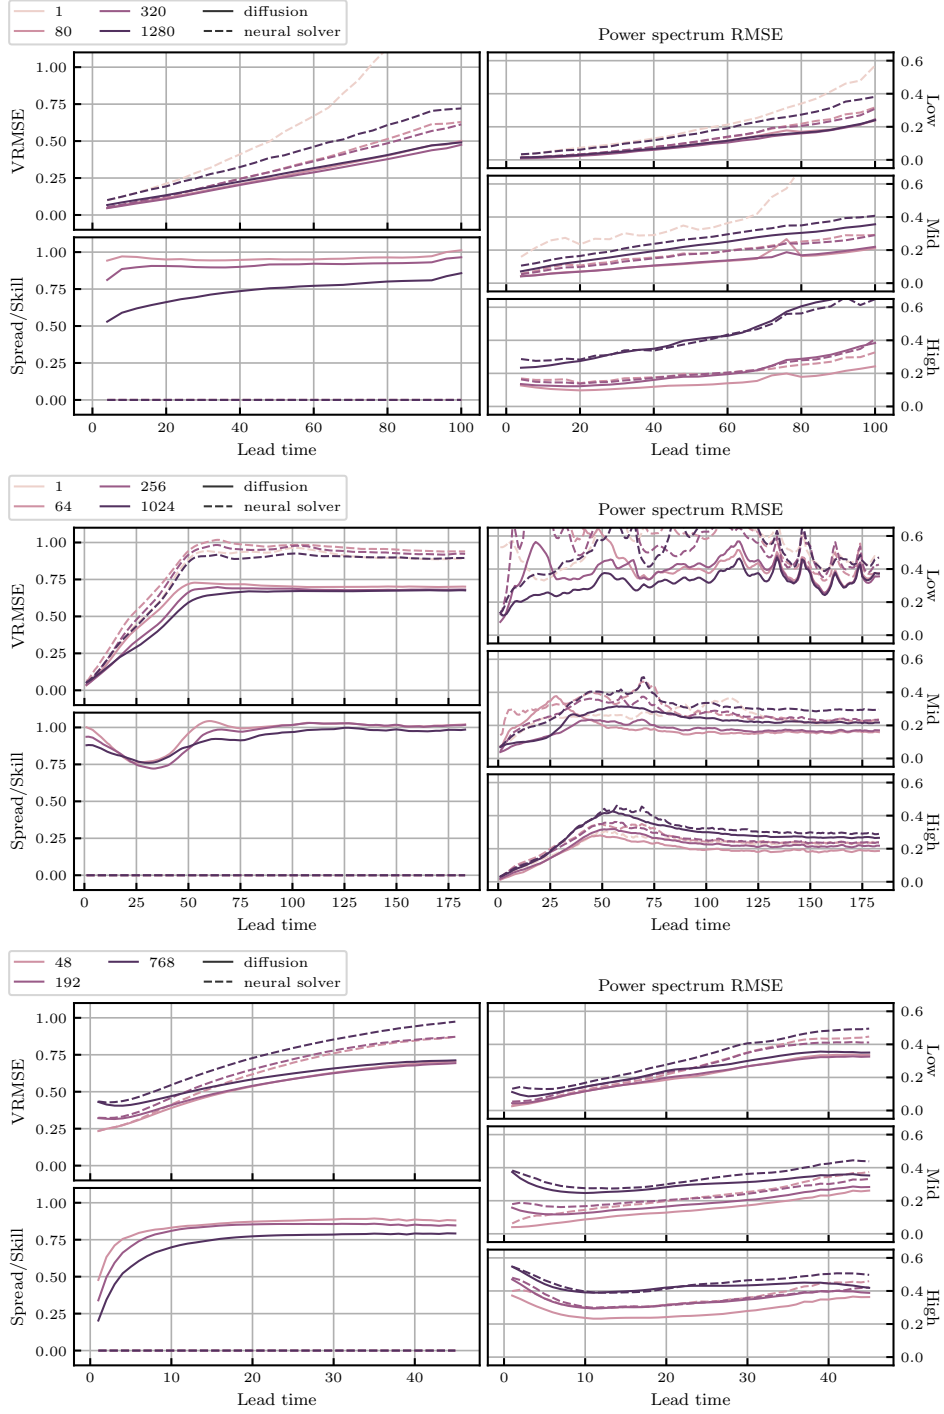 1 320 diffusion
80 1280 neural solver
Power spectrum RMSE
1.00
0.75
0.50
0.25
0.00
VRMSE
0.6
0.4
0.2
0.0
Low
0.6
0.4
0.2
0.0
Mid
1.00
0.75
0.50
0.25
0.00
Spread/Skill
0.6
0.4
0.2
0.0
High
0 20 40 60 80 100
Lead time
0 20 40 60 80 100
Lead time
1 256 diffusion
64 1024 neural solver
Power spectrum RMSE
1.00
0.75
0.50
0.25
0.00
VRMSE
0.6
0.4
0.2
0.0
Low
0.6
0.4
0.2
0.0
Mid
1.00
0.75
0.50
0.25
0.00
Spread/Skill
0.6
0.4
0.2
0.0
High
0 25 50 75 100 125 150 175
Lead time
0 25 50 75 100 125 150 175
Lead time
48 768 diffusion
192 neural solver
Power spectrum RMSE
1.00
0.75
0.50
0.25
0.00
VRMSE
0.6
0.4
0.2
0.0
Low
0.6
0.4
0.2
0.0
Mid
1.00
0.75
0.50
0.25
0.00
Spread/Skill
0.6
0.4
0.2
0.0
High
0 10 20 30 40
Lead time
0 10 20 30 40
Lead time